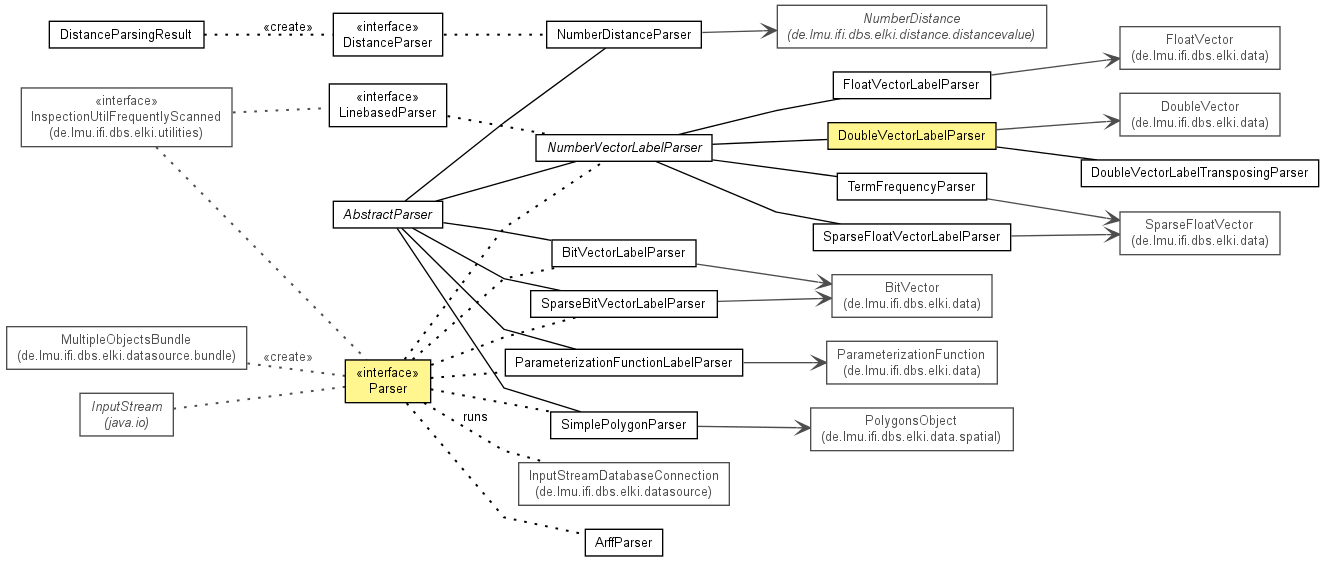 DistanceParsingResult
«create»
«interface»
DistanceParser
NumberDistanceParser
NumberDistance
(de.lmu.ifi.dbs.elki.distance.distancevalue)
FloatVector
(de.lmu.ifi.dbs.elki.data)
«interface»
InspectionUtilFrequentlyScanned
(de.lmu.ifi.dbs.elki.utilities)
«interface»
LinebasedParser
FloatVectorLabelParser
DoubleVector
(de.lmu.ifi.dbs.elki.data)
NumberVectorLabelParser
DoubleVectorLabelParser
DoubleVectorLabelTransposingParser
TermFrequencyParser
AbstractParser
SparseFloatVectorLabelParser
SparseFloatVector
(de.lmu.ifi.dbs.elki.data)
BitVectorLabelParser
SparseBitVectorLabelParser
BitVector
(de.lmu.ifi.dbs.elki.data)
MultipleObjectsBundle
(de.lmu.ifi.dbs.elki.datasource.bundle)
«create»
«interface»
Parser
ParameterizationFunctionLabelParser
ParameterizationFunction
(de.lmu.ifi.dbs.elki.data)
InputStream
(java.io)
runs
SimplePolygonParser
PolygonsObject
(de.lmu.ifi.dbs.elki.data.spatial)
InputStreamDatabaseConnection
(de.lmu.ifi.dbs.elki.datasource)
ArffParser